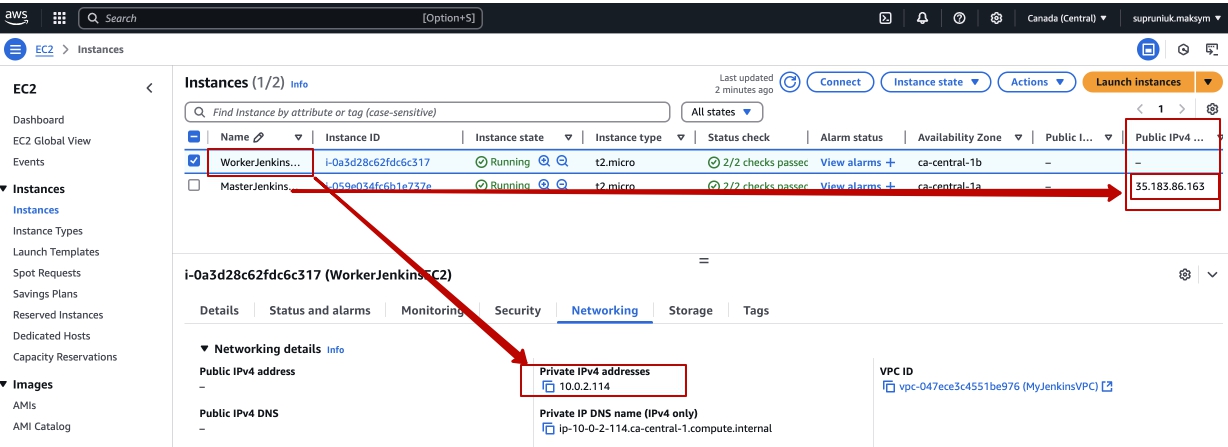 aws Search [Option+S] Canada (Central) supruniuk.maksym
EC2 > Instances
EC2
Dashboard
EC2 Global View
Events
Instances
Instances
Instance Types
Launch Templates
Spot Requests
Savings Plans
Reserved Instances
Dedicated Hosts
Capacity Reservations
Images
AMIs
AMI Catalog
Instances (1/2) Info
Last updated
2 minutes ago
Connect Instance state Actions Launch instances
Find Instance by attribute or tag (case-sensitive) All states
1
Name Instance ID Instance state Instance type Status check Alarm status Availability Zone Public I... Public IPv4 ...
WorkerJenkins... i-0a3d28c62fdc6c317 Running t2.micro 2/2 checks passec View alarms + ca-central-1b – –
MasterJenkins... i-059e034fc6b1e737e Running t2.micro 2/2 checks passec View alarms + ca-central-1a – 35.183.86.163
i-0a3d28c62fdc6c317 (WorkerJenkinsEC2)
Details Status and alarms Monitoring Security Networking Storage Tags
Networking details Info
Public IPv4 address
–
Public IPv4 DNS
–
Private IPv4 addresses
10.0.2.114
Private IP DNS name (IPv4 only)
ip-10-0-2-114.ca-central-1.compute.internal
VPC ID
vpc-047ece3c4551be976 (MyJenkinsVPC)